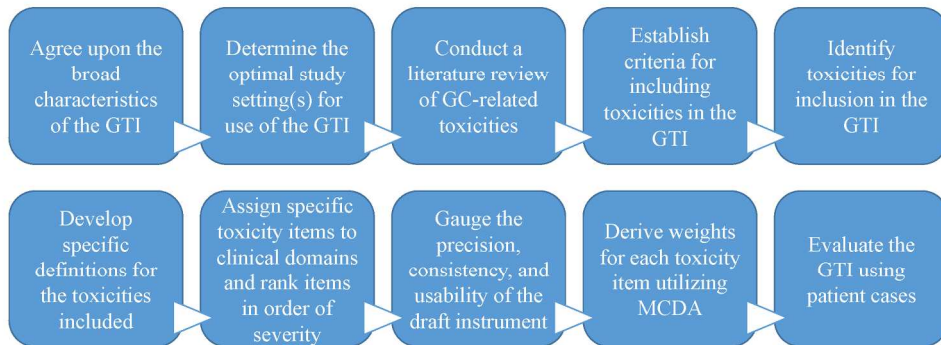 Agree upon the
broad
characteristics
of the GTI
Determine the
optimal study
setting(s) for
use of the GTI
Conduct a
literature review
of GC-related
toxicities
Establish
criteria for
including
toxicities in the
GTI
Identify
toxicities for
inclusion in the
GTI
Develop
specific
definitions for
the toxicities
included
Assign specific
toxicity items to
clinical domains
and rank items
in order of
severity
Gauge the
precision,
consistency, and
usability of the
draft instrument
Derive weights
for each toxicity
item utilizing
MCDA
Evaluate the
GTI using
patient cases